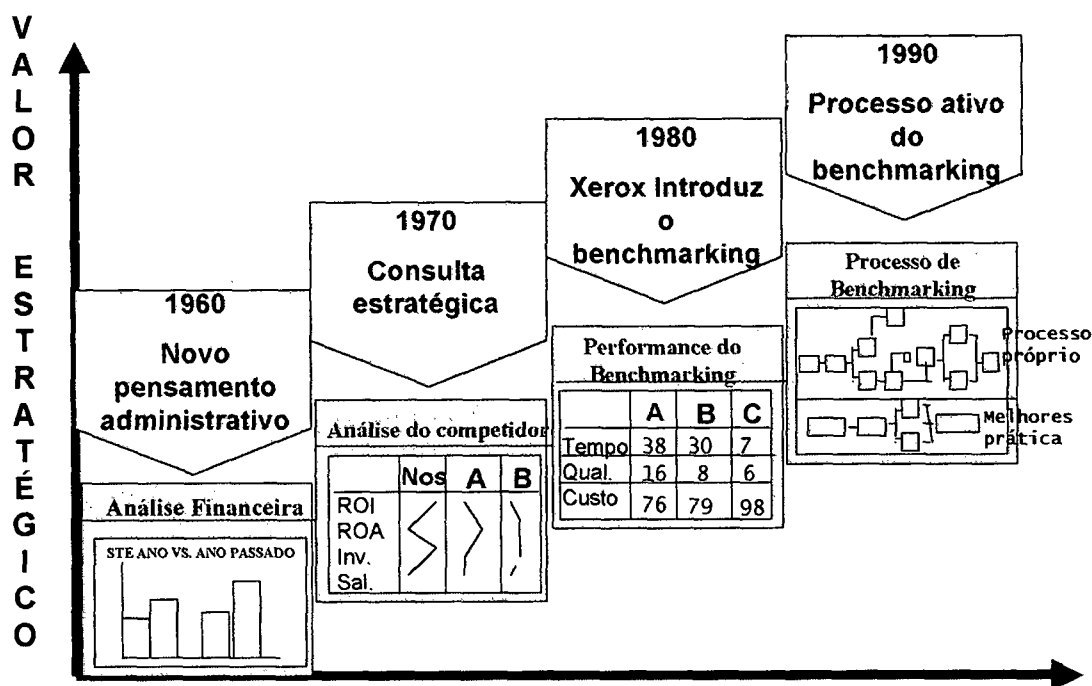 VALOR ESTRATÉGICO
1960
Novo
pensamento
administrativo
Análise Financeira
STE ANO VS. ANO PASSADO
1970
Consulta
estratégica
Análise do competidor
Nos A B
ROI
ROA
Inv.
Sal.
1980
Xerox Introduz
o
benchmarking
Performance do
Benchmarking
A B C
Tempo 38 30 7
Qual. 16 8 6
Custo 76 79 98
1990
Processo ativo
do
benchmarking
Processo de
Benchmarking
Processo
próprio
Melhores
prática